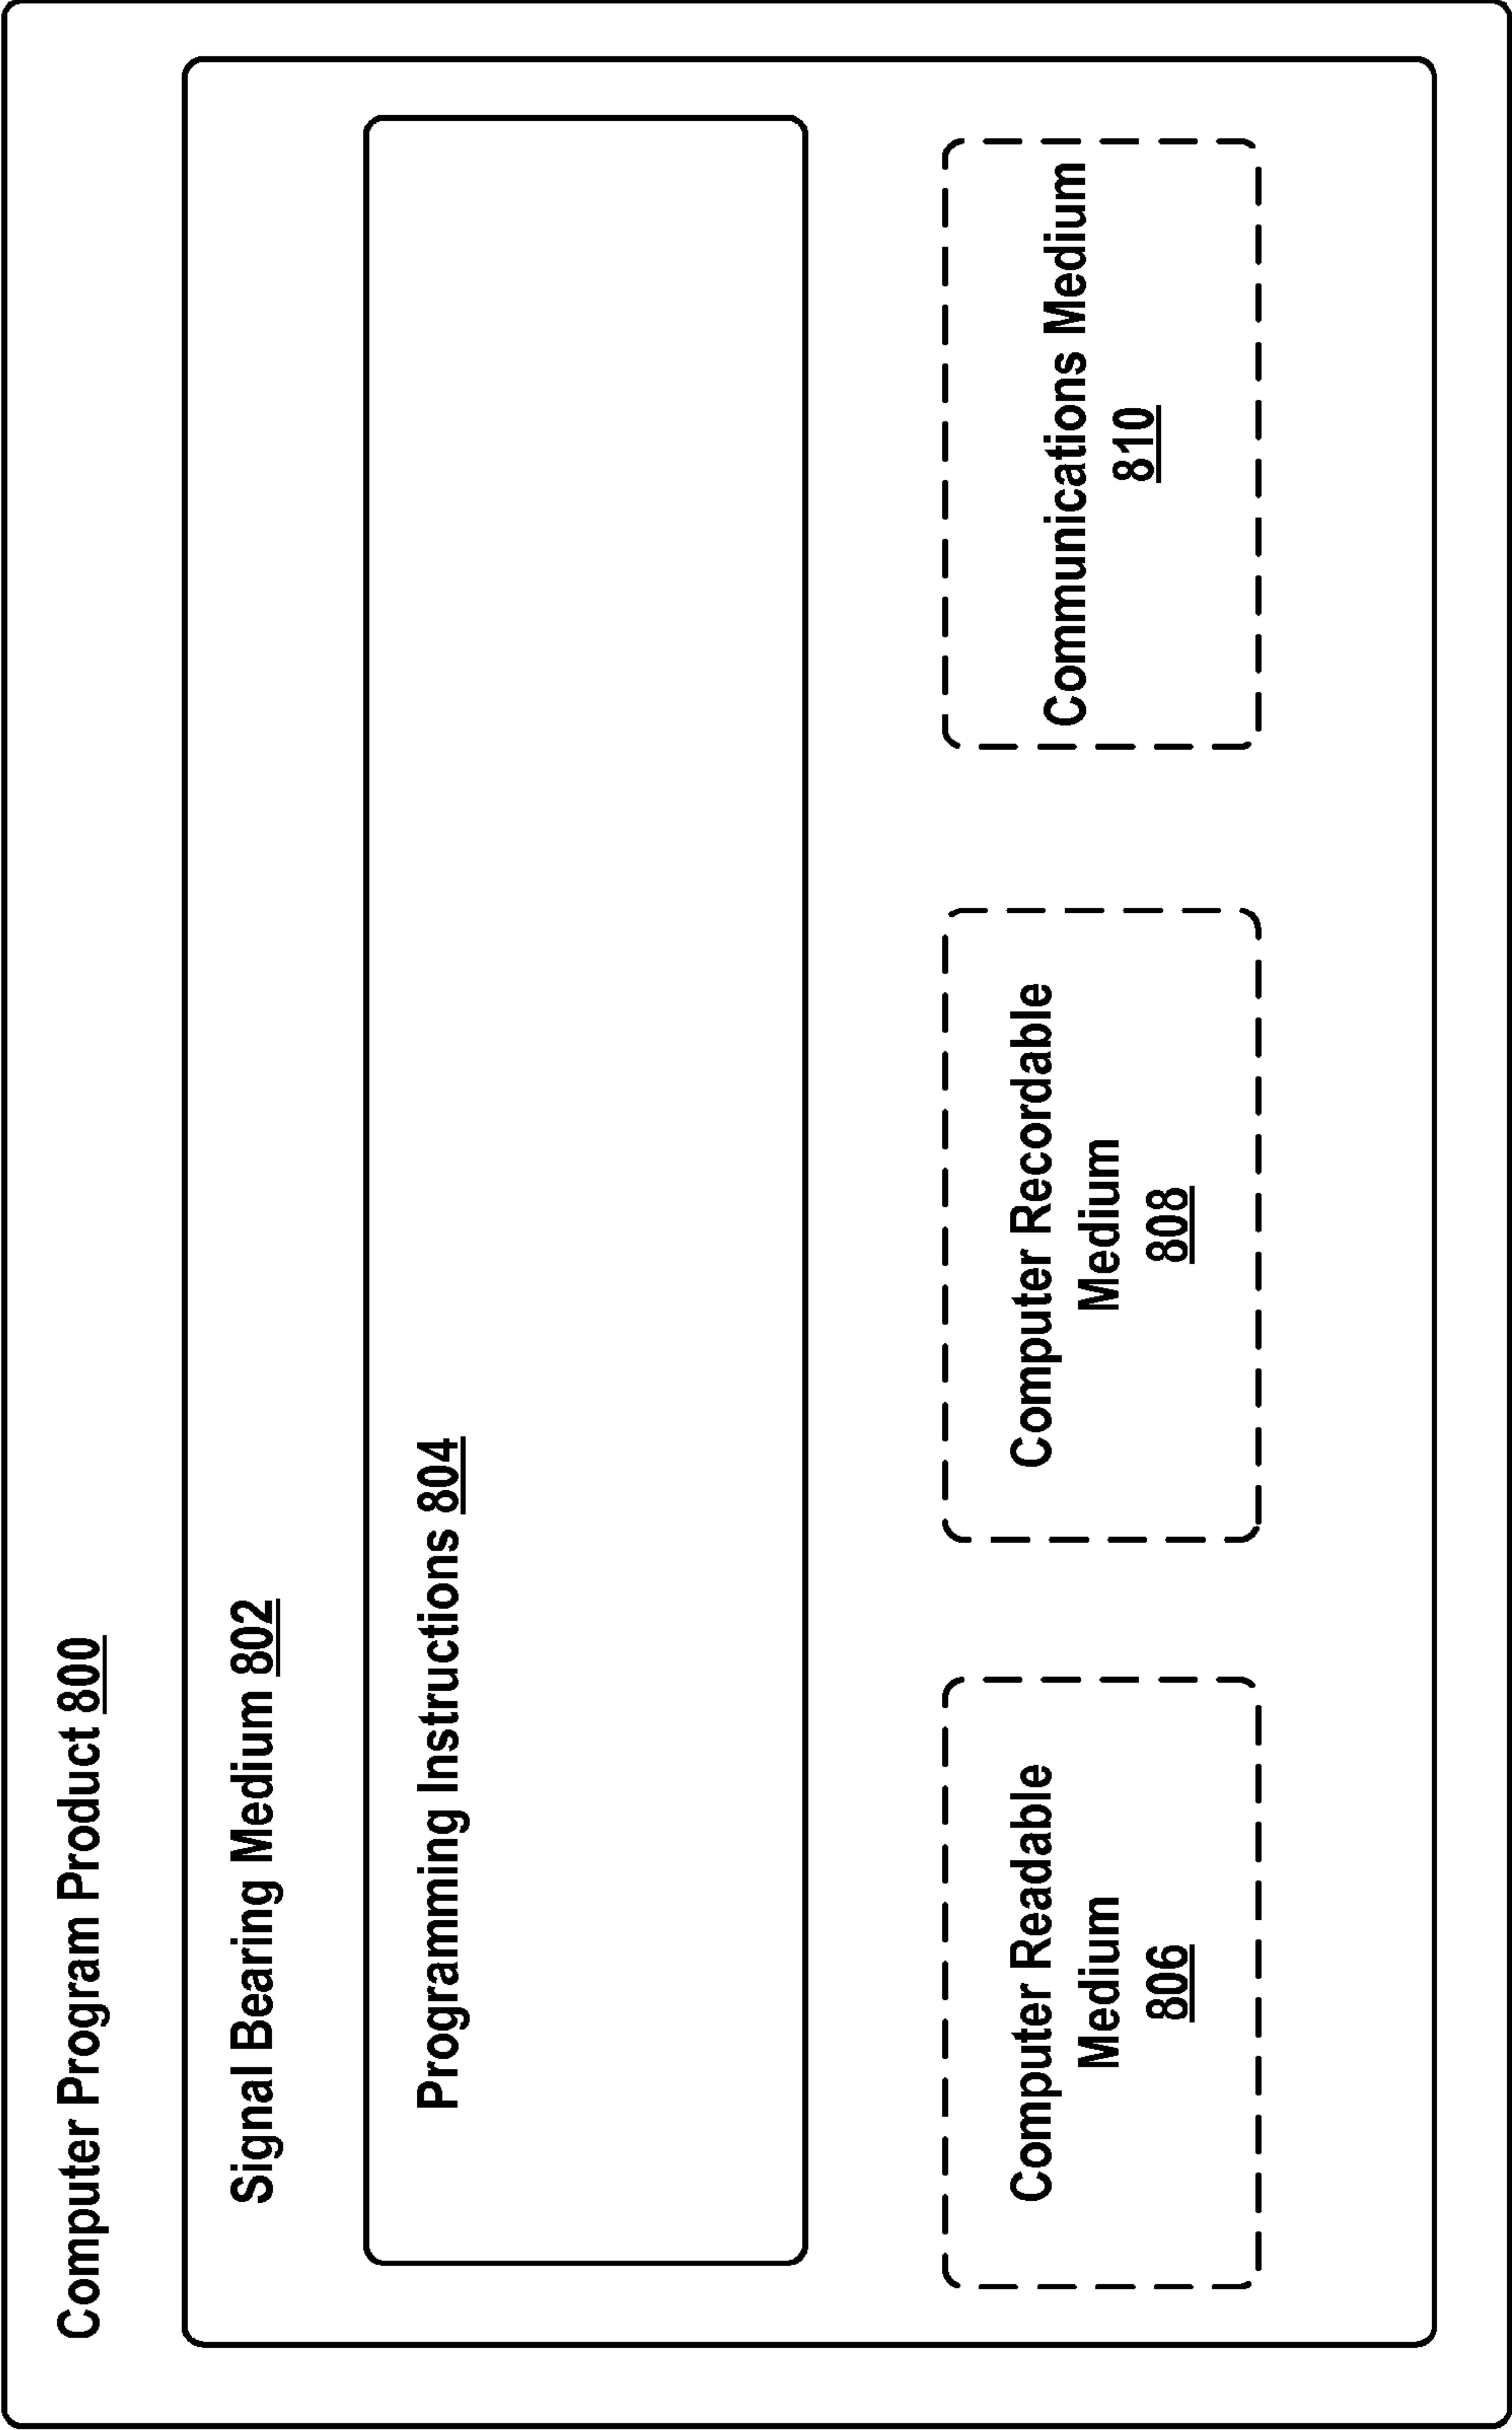 Computer Program Product 800
Signal Bearing Medium 802
Programming Instructions 804
Computer Readable
Medium
806
Computer Recordable
Medium
808
Communications Medium
810